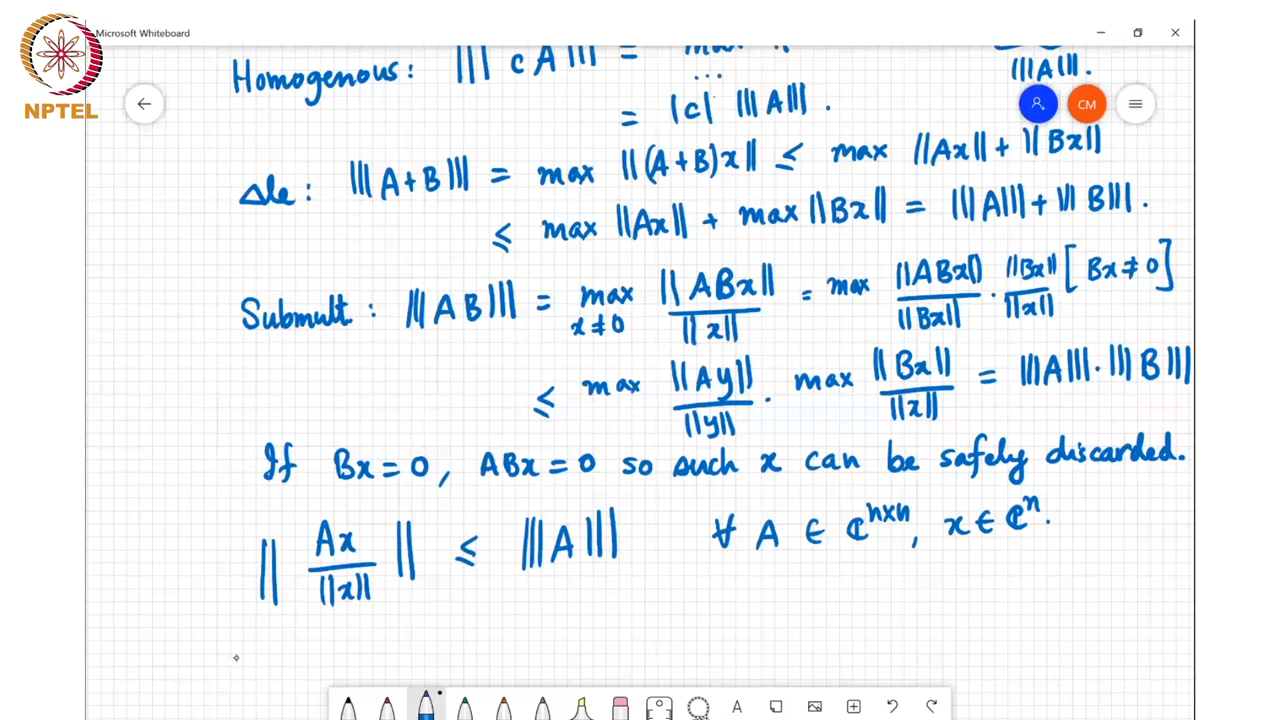 Microsoft Whiteboard
NPTEL
Homogenous : ||| cA ||| =
... |||A|||.
= |c| |||A||| .
CM
Δle : |||A+B||| = max ||(A+B)x|| ≤ max ||Ax|| + ||Bx||
≤ max ||Ax|| + max ||Bx|| = |||A||| + |||B||| .
Submult : |||AB||| = max x≠0 ||ABx|| / ||x|| = max ||ABx|| / ||Bx|| . ||Bx|| / ||x|| [ Bx ≠ 0 ]
≤ max ||Ay|| / ||y|| . max ||Bx|| / ||x|| = |||A||| . |||B|||
If Bx = 0, ABx = 0 so such x can be safely discarded.
|| Ax / ||x|| || ≤ |||A||| ∀ A ∈ ℂ^{n×n}, x ∈ ℂ^n.
A